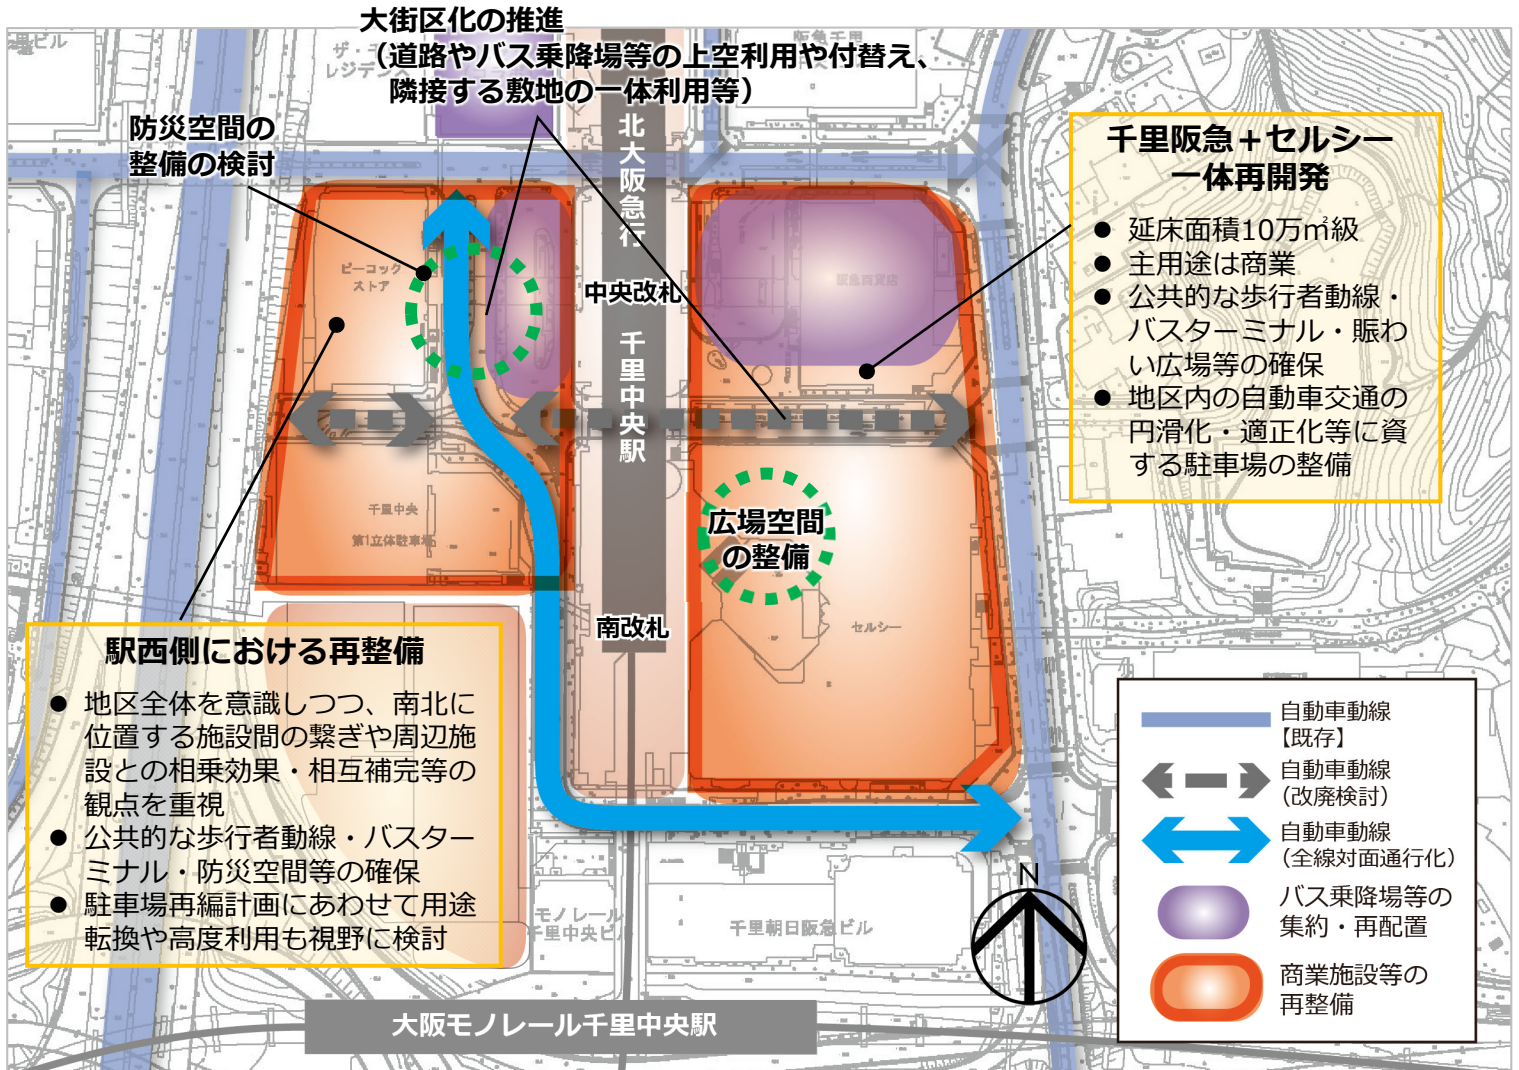 大街区化の推進
（道路やバス乗降場等の上空利用や付替え、
隣接する敷地の一体利用等）
防災空間の
整備の検討
北大阪急行
千里中央駅
中央改札
南改札
千里阪急＋セルシー
一体再開発
● 延床面積10万㎡級
● 主用途は商業
● 公共的な歩行者動線・
バスターミナル・賑わ
い広場等の確保
● 地区内の自動車交通の
円滑化・適正化等に資
する駐車場の整備
ピーコック
ストア
阪急百貨店
千里中央
第1立体駐車場
広場空間
の整備
セルシー
駅西側における再整備
● 地区全体を意識しつつ、南北に
位置する施設間の繋ぎや周辺施
設との相乗効果・相互補完等の
観点を重視
● 公共的な歩行者動線・バスター
ミナル・防災空間等の確保
● 駐車場再編計画にあわせて用途
転換や高度利用も視野に検討
モノレール
千里中央ビル
千里朝日阪急ビル
大阪モノレール千里中央駅
N
自動車動線
【既存】
自動車動線
（改廃検討）
自動車動線
（全線対面通行化）
バス乗降場等の
集約・再配置
商業施設等の
再整備